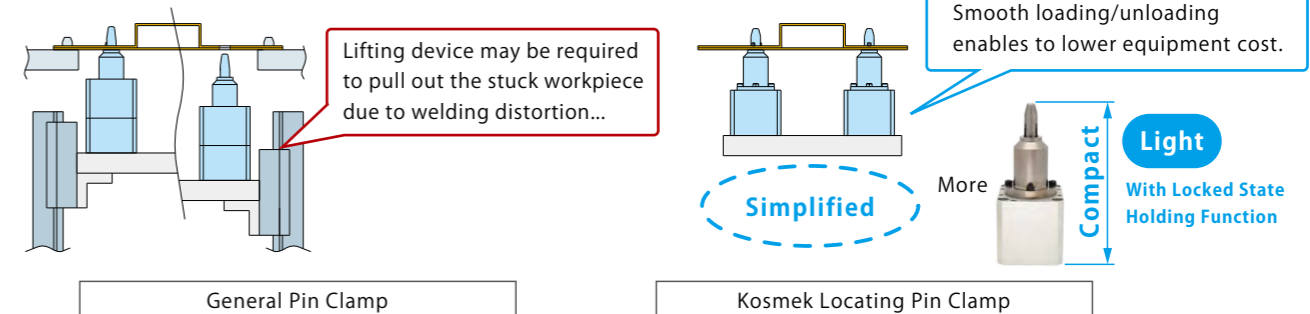 Lifting device may be required
to pull out the stuck workpiece
due to welding distortion...
Smooth loading/unloading
enables to lower equipment cost.
Simplified
More
Compact
Light
With Locked State
Holding Function
General Pin Clamp
Kosmek Locating Pin Clamp